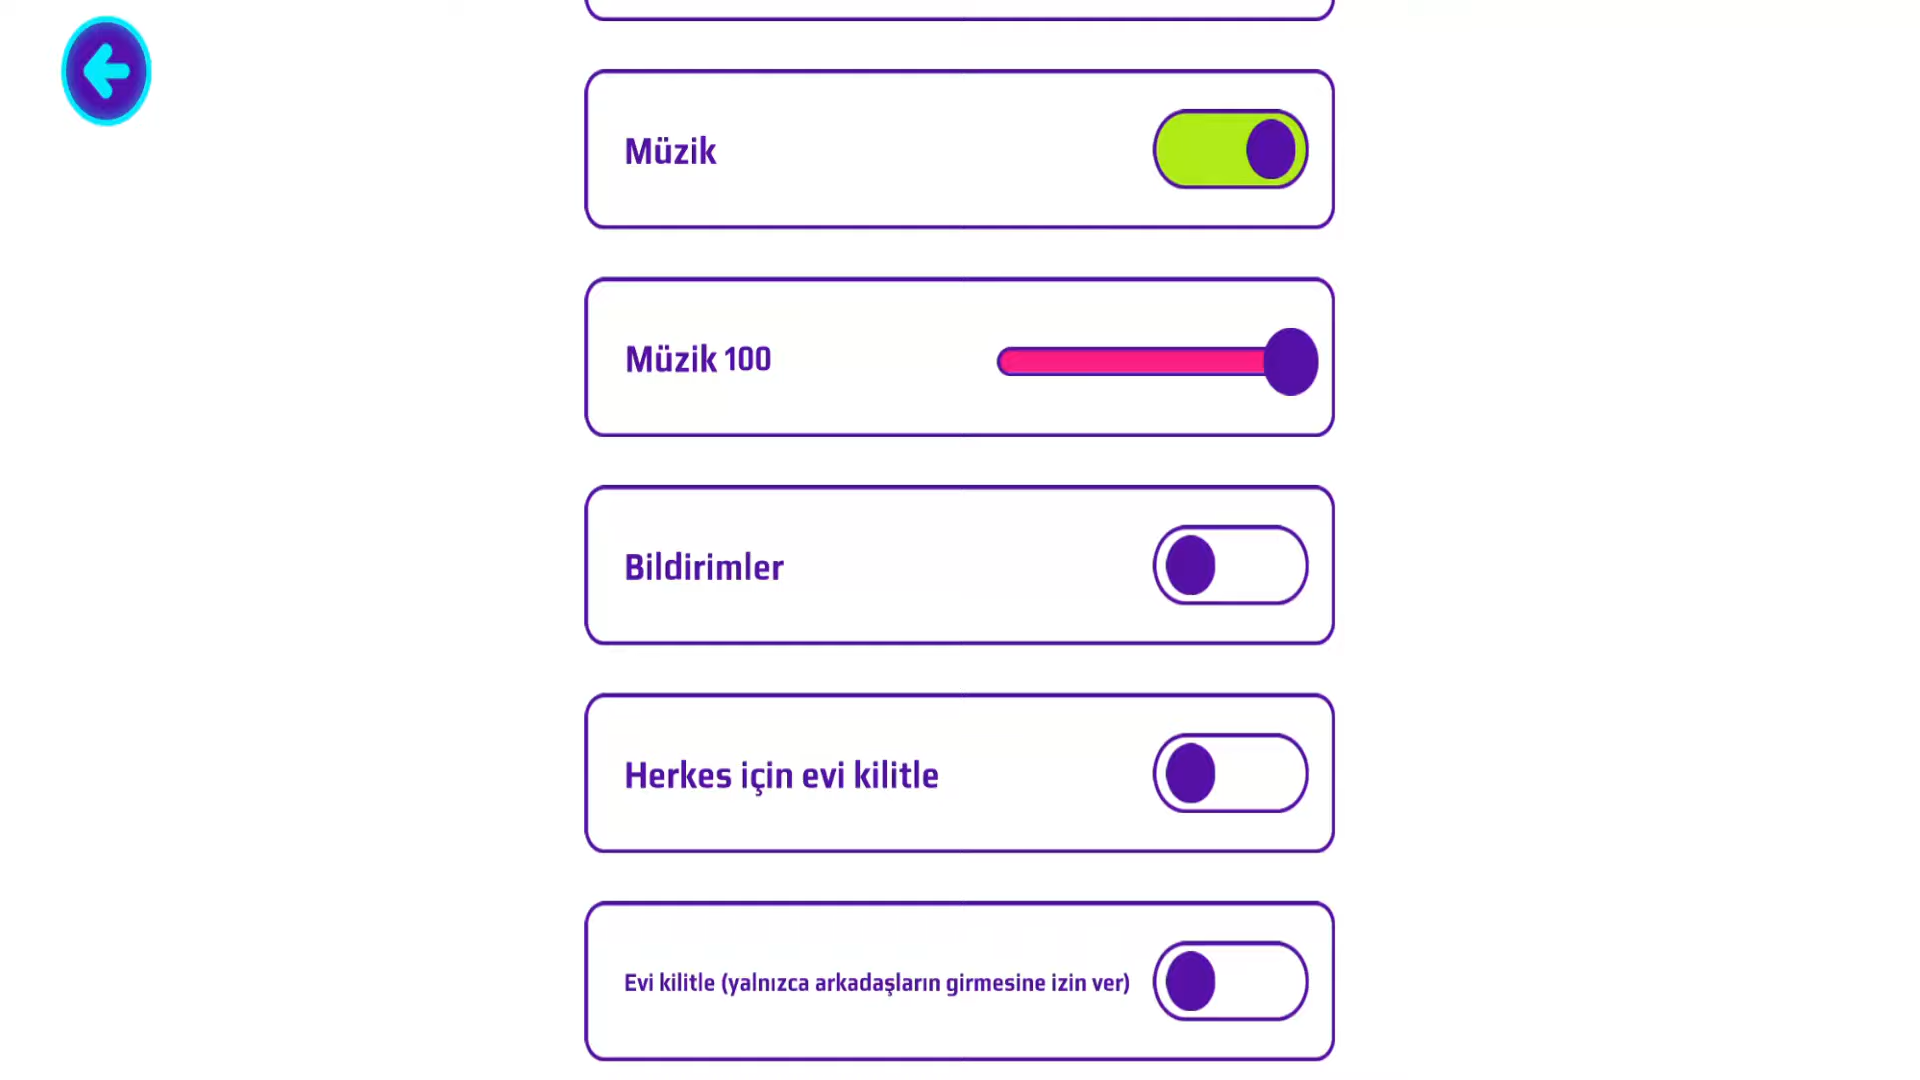 Müzik
Müzik 100
Bildirimler
Herkes için evi kilitle
Evi kilitle (yalnızca arkadaşların girmesine izin ver)